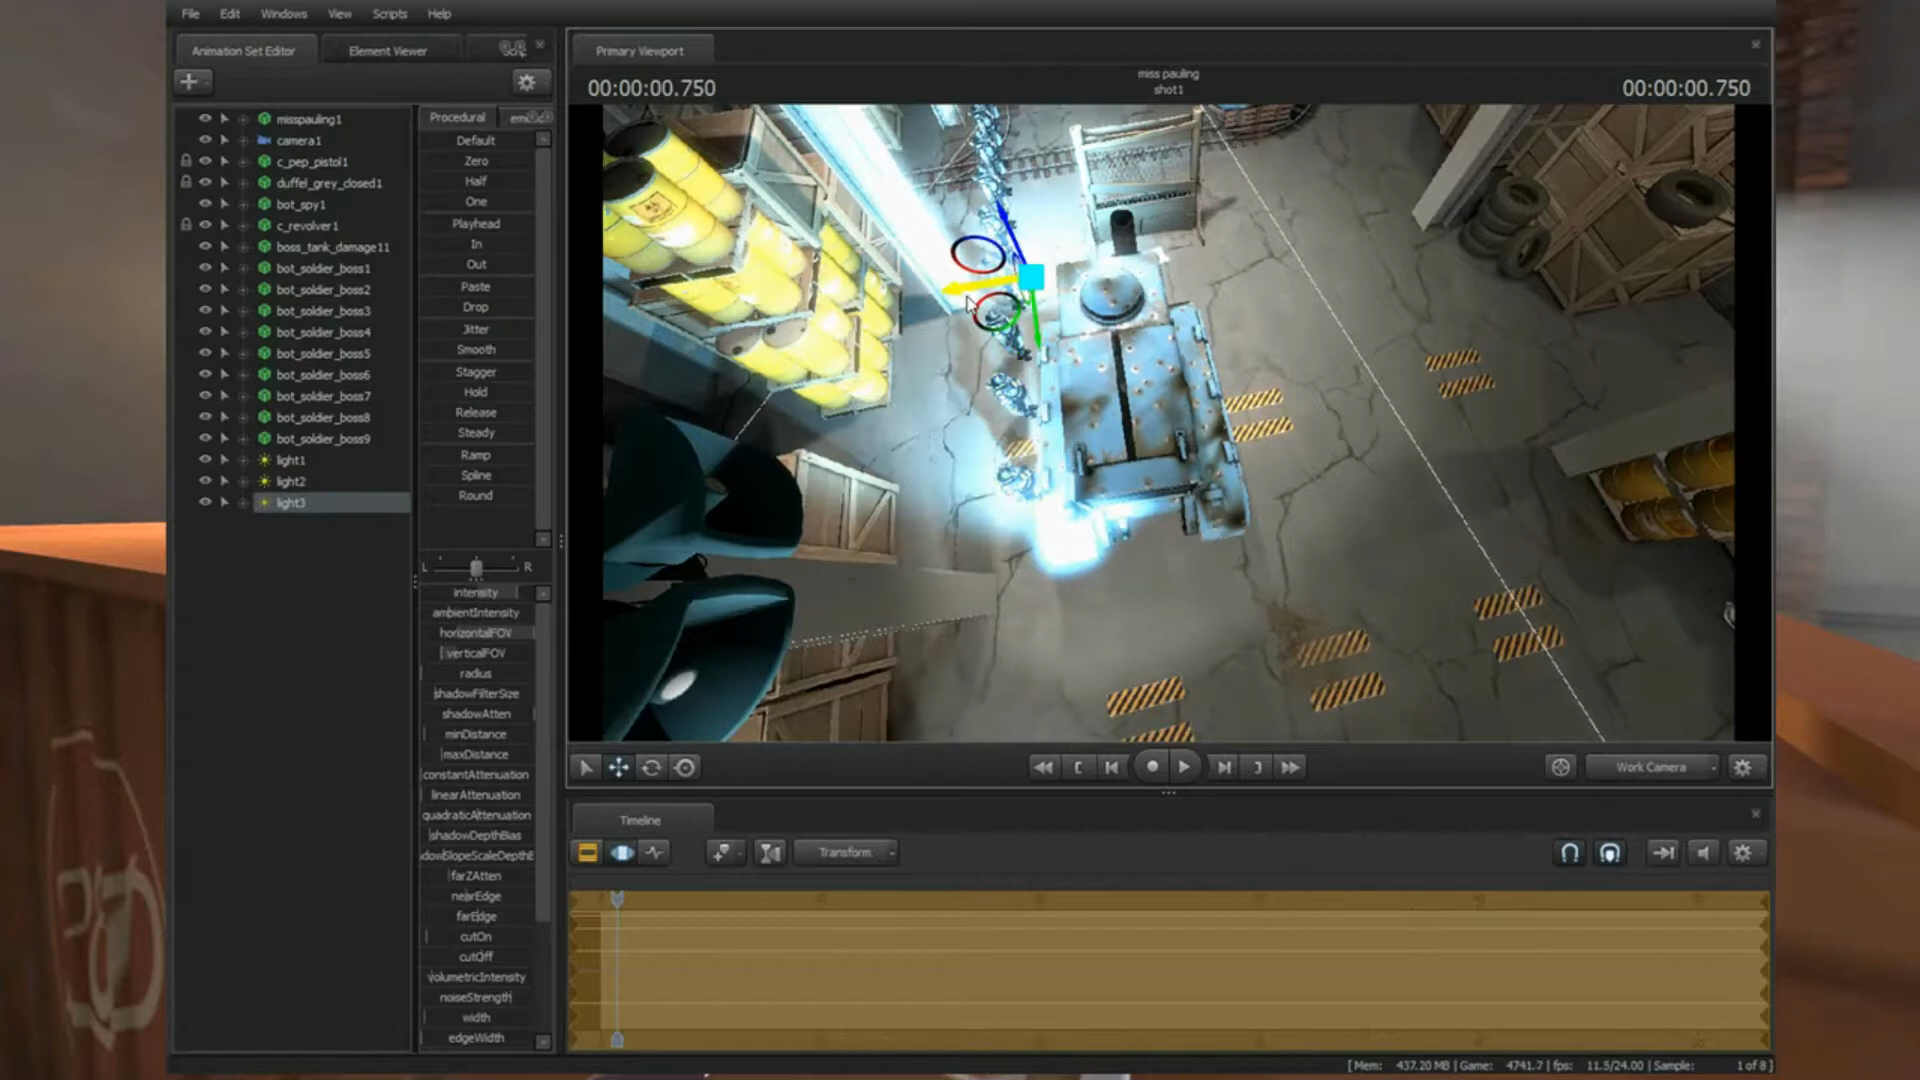 File Edit Windows View Scripts Help
Animation Set Editor Element Viewer
Primary Viewport
00:00:00.750
miss pauling
shot1
00:00:00.750
misspauling1
camera1
c_pep_pistol1
duffel_grey_closed1
bot_spy1
c_revolver1
boss_tank_damage11
bot_soldier_boss1
bot_soldier_boss2
bot_soldier_boss3
bot_soldier_boss4
bot_soldier_boss5
bot_soldier_boss6
bot_soldier_boss7
bot_soldier_boss8
bot_soldier_boss9
light1
light2
light3
Procedural
Default
Zero
Half
One
Playhead
In
Out
Paste
Drop
Jitter
Smooth
Stagger
Hold
Release
Steady
Ramp
Spline
Round
L R
intensity
ambientIntensity
horizontalFOV
verticalFOV
radius
shadowFilterSize
shadowAtten
minDistance
maxDistance
constantAttenuation
linearAttenuation
quadraticAttenuation
shadowDepthBias
dowSlopeScaleDepthE
farZAtten
nearEdge
farEdge
cutOn
cutOff
volumetricIntensity
noiseStrength
width
edgeWidth
Work Camera
Timeline
Transform
[ Mem: 437.20 MB | Game: 4741.7 | fps: 11.5/24.00 | Sample: 1 of 8 ]